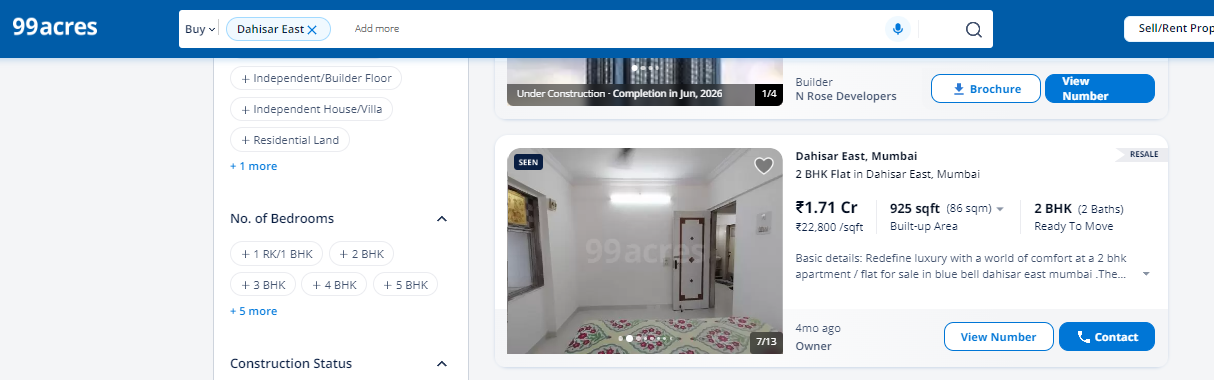 99acres
Buy
Dahisar East
Add more
Sell/Rent Prop
+ Independent/Builder Floor
+ Independent House/Villa
+ Residential Land
+ 1 more
No. of Bedrooms
+ 1 RK/1 BHK
+ 2 BHK
+ 3 BHK
+ 4 BHK
+ 5 BHK
+ 5 more
Construction Status
Under Construction · Completion in Jun, 2026
1/4
Builder
N Rose Developers
Brochure
View Number
SEEN
99acres
7/13
Dahisar East, Mumbai
RESALE
2 BHK Flat in Dahisar East, Mumbai
₹1.71 Cr
₹22,800 /sqft
925 sqft (86 sqm)
Built-up Area
2 BHK (2 Baths)
Ready To Move
Basic details: Redefine luxury with a world of comfort at a 2 bhk
apartment / flat for sale in blue bell dahisar east mumbai .The...
4mo ago
Owner
View Number
Contact